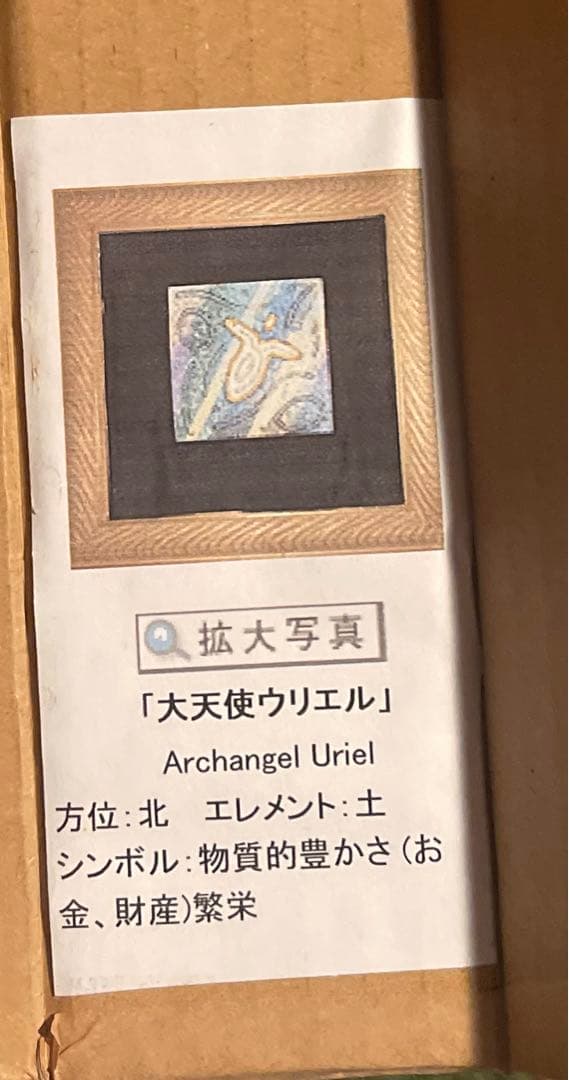 拡大写真
「大天使ウリエル」
Archangel Uriel
方位:北　エレメント:土
シンボル:物質的豊かさ(お
金、財産)繁栄